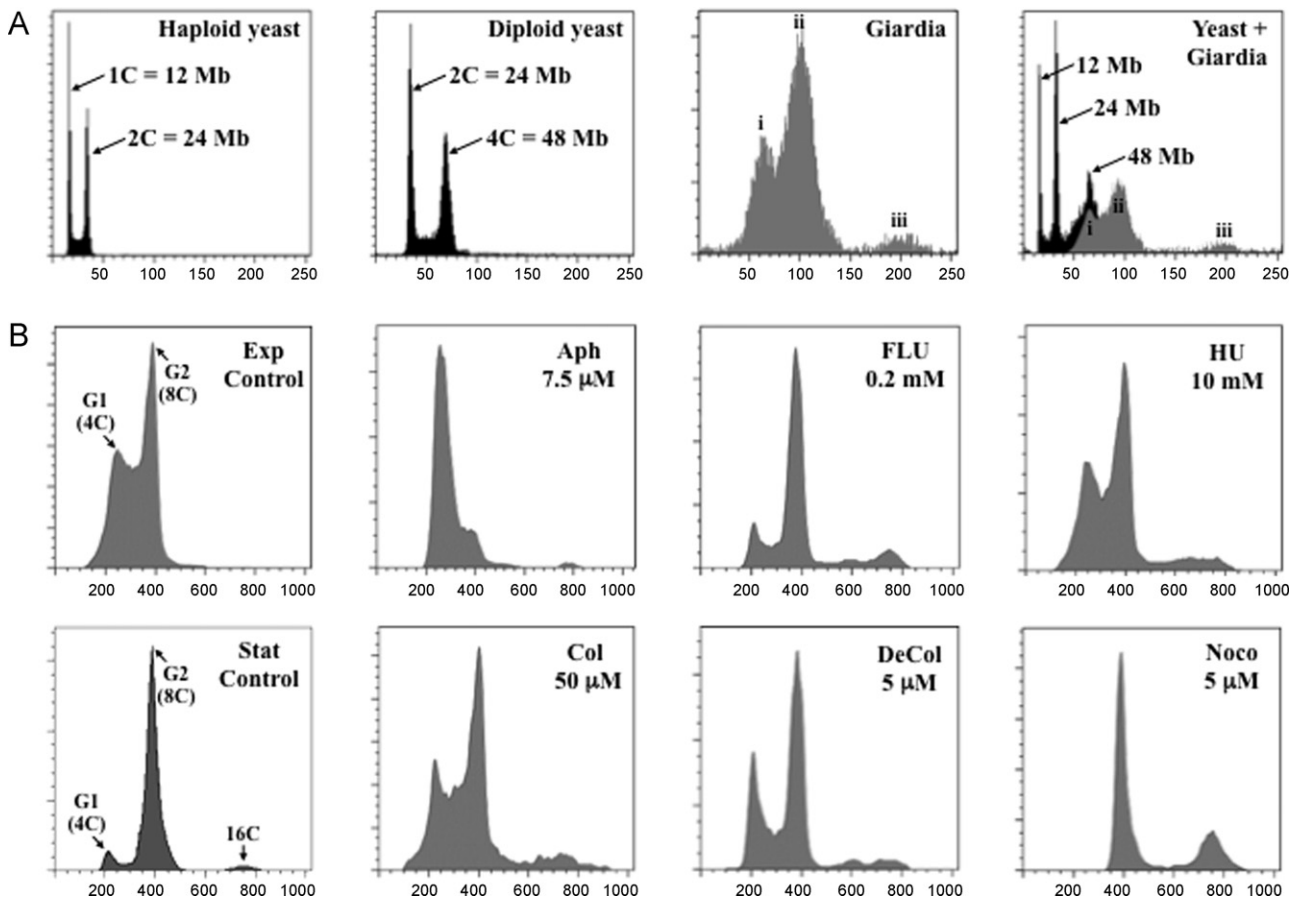 A
Haploid yeast
1C = 12 Mb
2C = 24 Mb
50 100 150 200 250
Diploid yeast
2C = 24 Mb
4C = 48 Mb
50 100 150 200 250
Giardia
i
ii
iii
50 100 150 200 250
Yeast +
Giardia
12 Mb
24 Mb
48 Mb
i
ii
iii
50 100 150 200 250
B
Exp
Control
G1
(4C)
G2
(8C)
200 400 600 800 1000
Aph
7.5 µM
200 400 600 800 1000
FLU
0.2 mM
200 400 600 800 1000
HU
10 mM
200 400 600 800 1000
Stat
Control
G1
(4C)
G2
(8C)
16C
200 400 600 800 1000
Col
50 µM
200 400 600 800 1000
DeCol
5 µM
200 400 600 800 1000
Noco
5 µM
200 400 600 800 1000